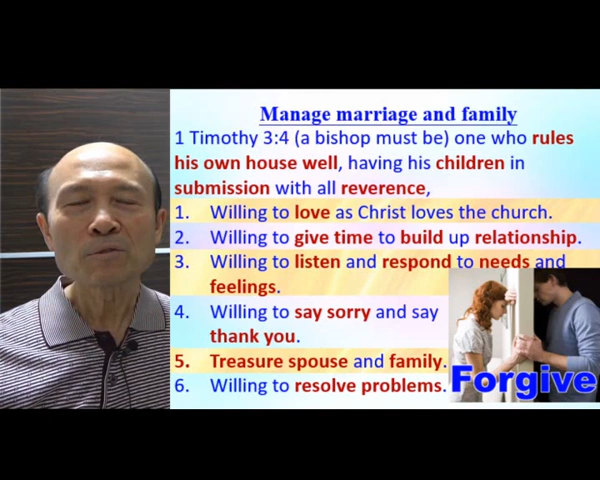 Manage marriage and family
1 Timothy 3:4 (a bishop must be) one who rules
his own house well, having his children in
submission with all reverence,
1. Willing to love as Christ loves the church.
2. Willing to give time to build up relationship.
3. Willing to listen and respond to needs and
feelings.
4. Willing to say sorry and say
thank you.
5. Treasure spouse and family.
6. Willing to resolve problems.
Forgive